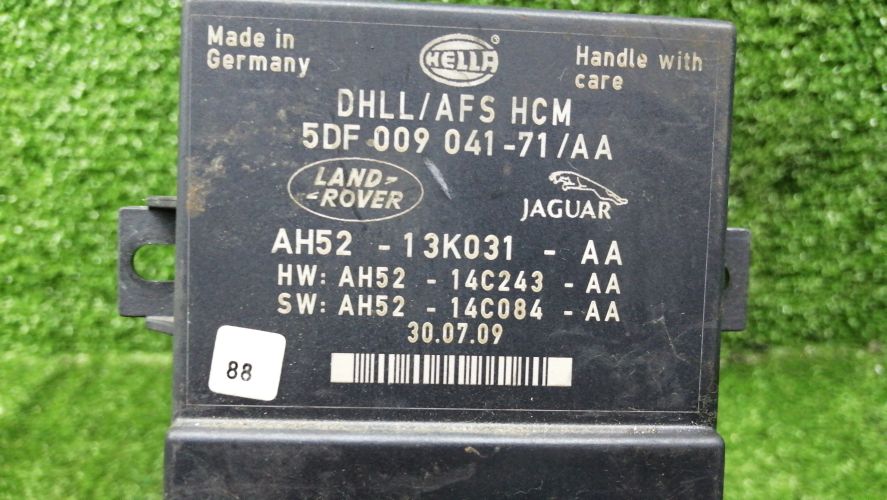 Made in
Germany
HELLA
®
Handle with
care
DHLL/AFS HCM
5DF 009 041-71/AA
LAND-
-ROVER
JAGUAR
AH52 - 13K031 - AA
HW: AH52 - 14C243 - AA
SW: AH52 - 14C084 - AA
30.07.09
88